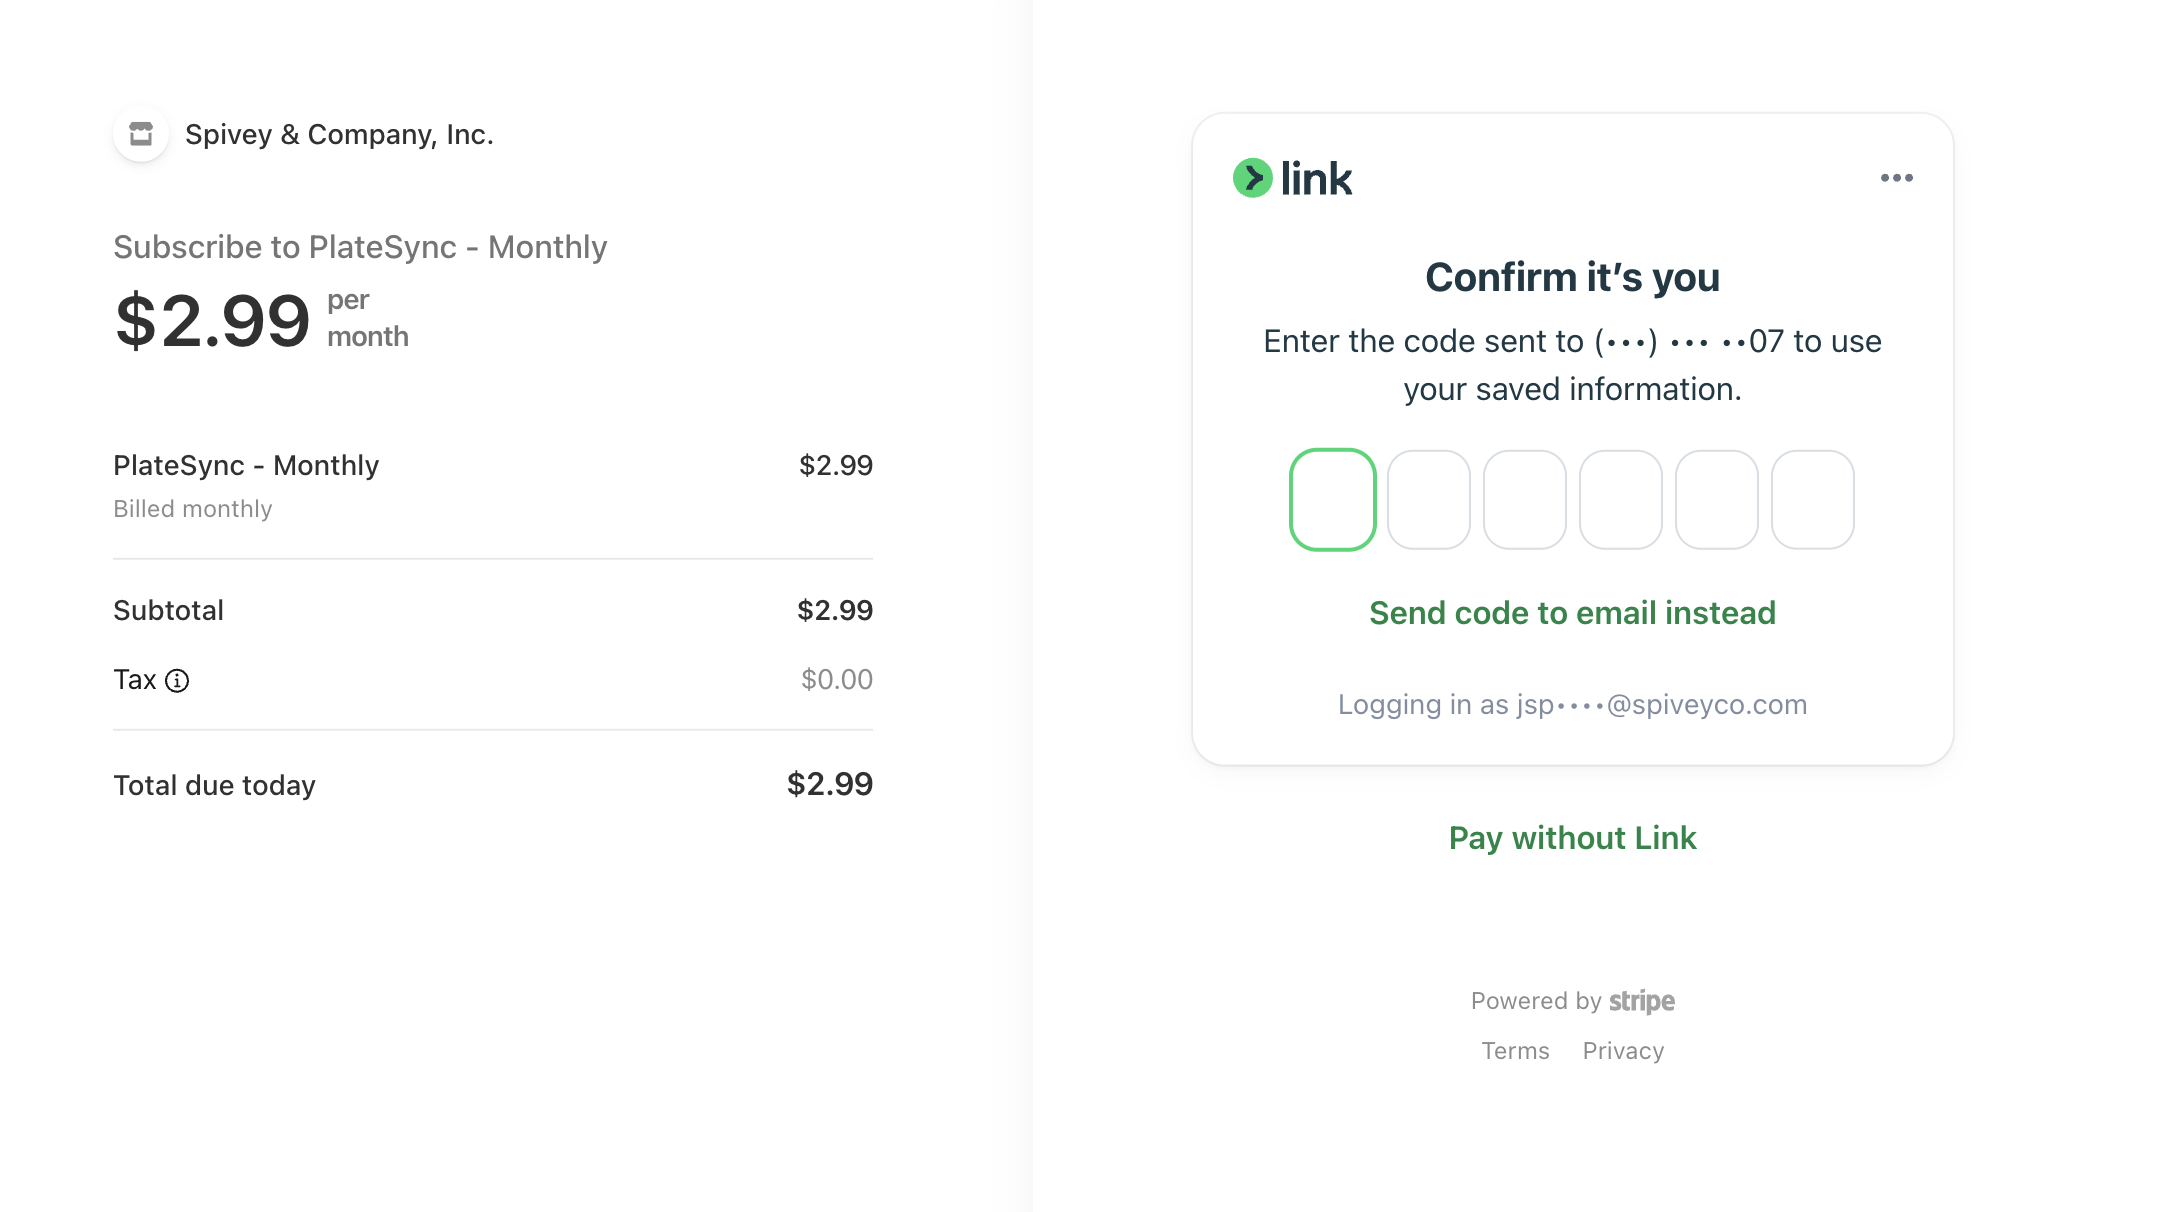 Spivey & Company, Inc.
Subscribe to PlateSync - Monthly
$2.99 per month
PlateSync - Monthly $2.99
Billed monthly
Subtotal $2.99
Tax $0.00
Total due today $2.99
link
Confirm it’s you
Enter the code sent to (•••) ••• ••07 to use
your saved information.
Send code to email instead
Logging in as jsp••••@spiveyco.com
Pay without Link
Powered by stripe
Terms Privacy